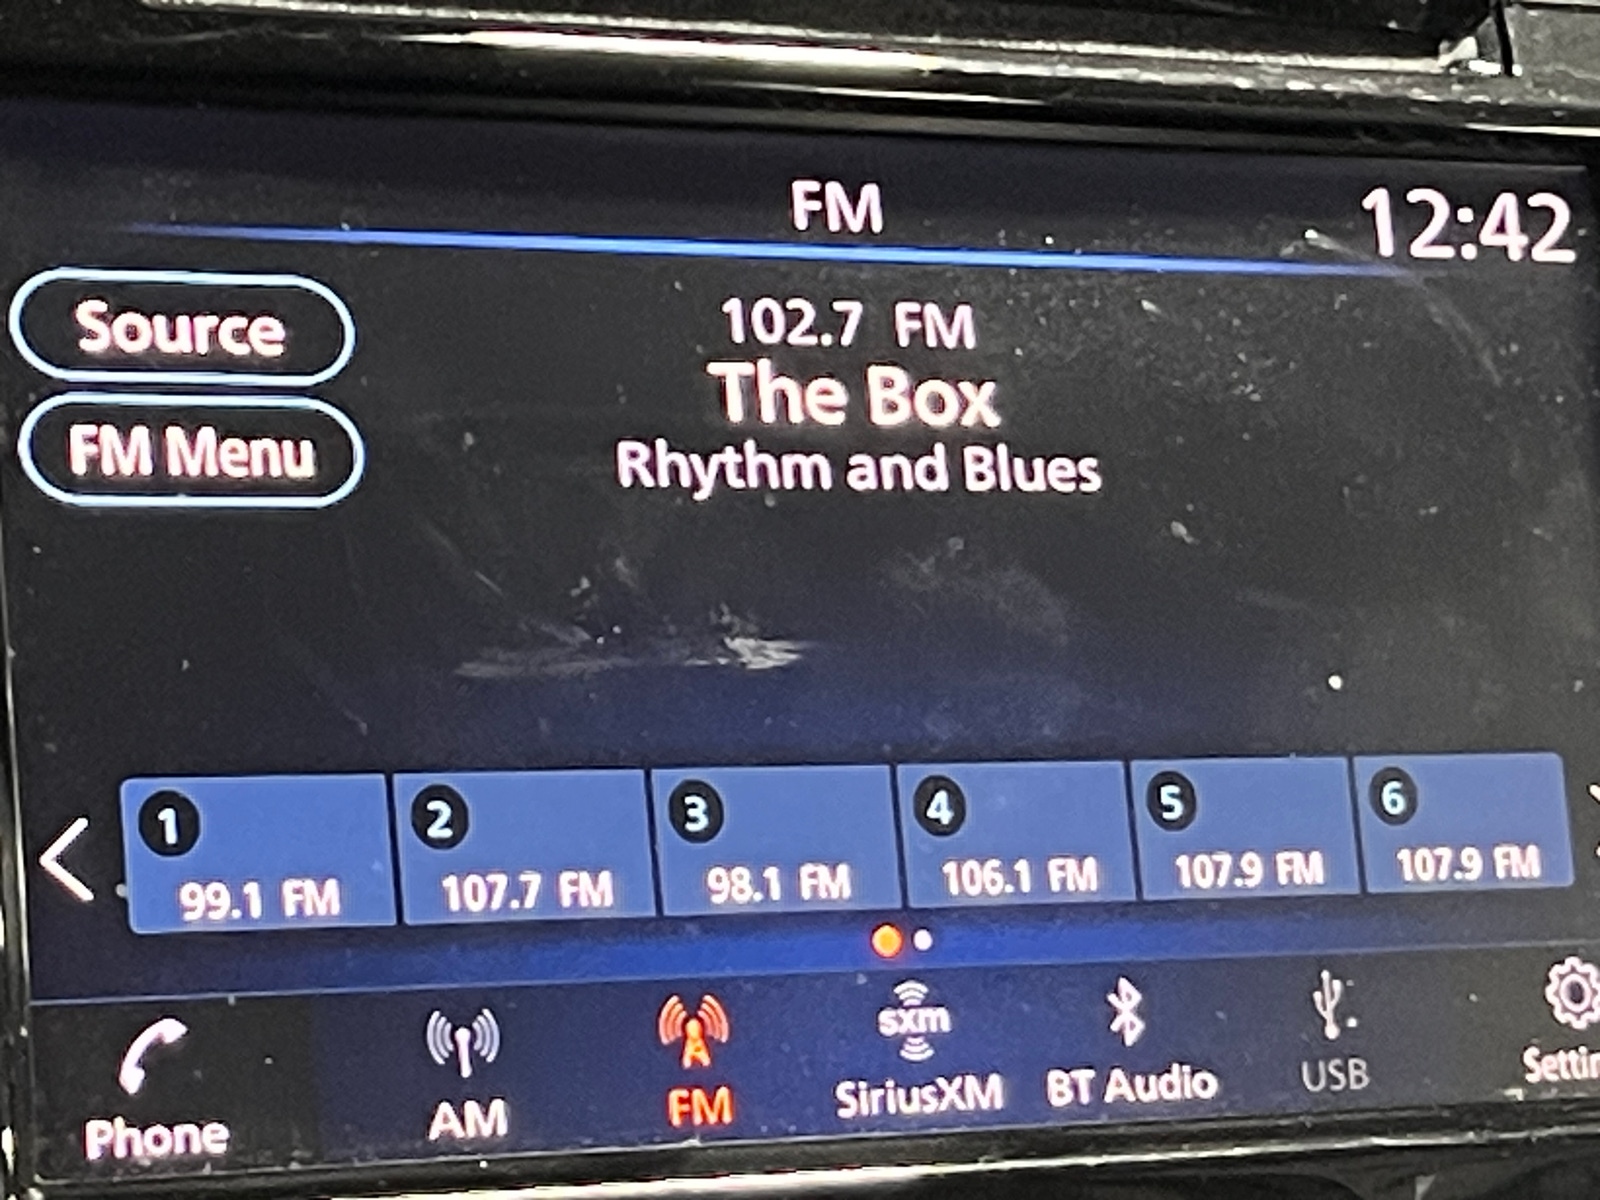 FM
12:42
Source
102.7 FM
The Box
FM Menu
Rhythm and Blues
1
2
3
4
5
6
99.1 FM
107.7 FM
98.1 FM
106.1 FM
107.9 FM
107.9 FM
sxm
Phone
AM
FM
SiriusXM
BT Audio
USB
Settin